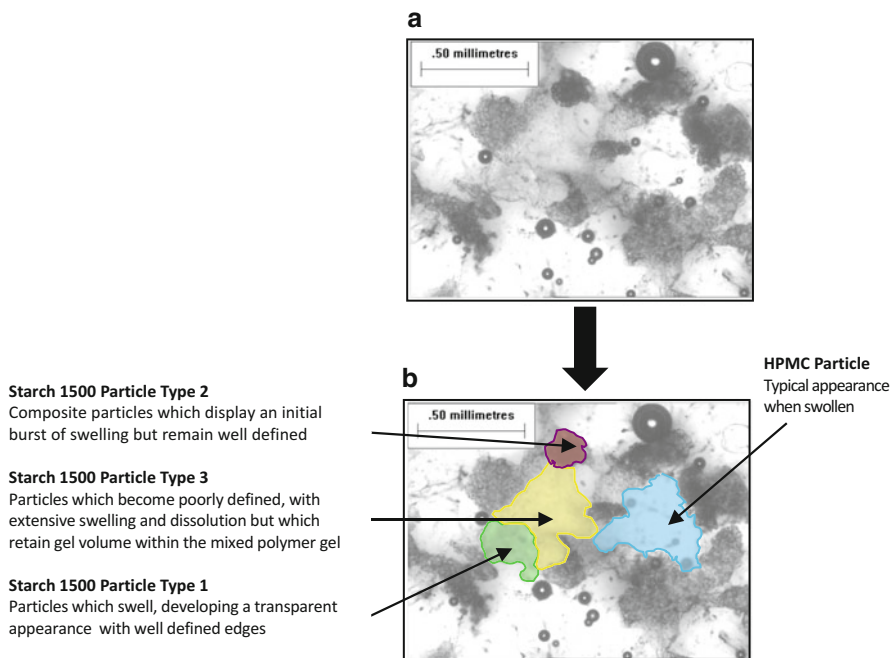 a
.50 millimetres
b
.50 millimetres
HPMC Particle
Typical appearance
when swollen
Starch 1500 Particle Type 2
Composite particles which display an initial
burst of swelling but remain well defined
Starch 1500 Particle Type 3
Particles which become poorly defined, with
extensive swelling and dissolution but which
retain gel volume within the mixed polymer gel
Starch 1500 Particle Type 1
Particles which swell, developing a transparent
appearance with well defined edges